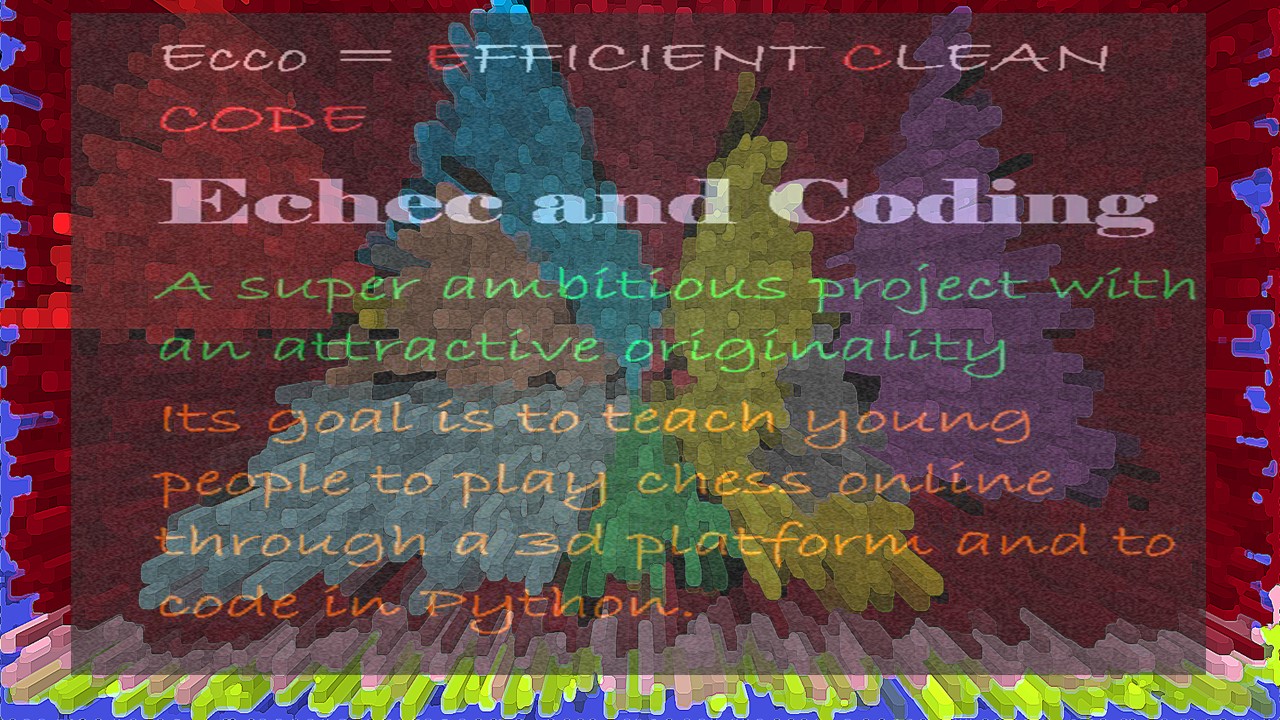 Ecco = EFFICIENT CLEAN
CODE
Echec and Coding
A super ambitious project with
an attractive originality
Its goal is to teach young
people to play chess online
through a 3d platform and to
code in Python.